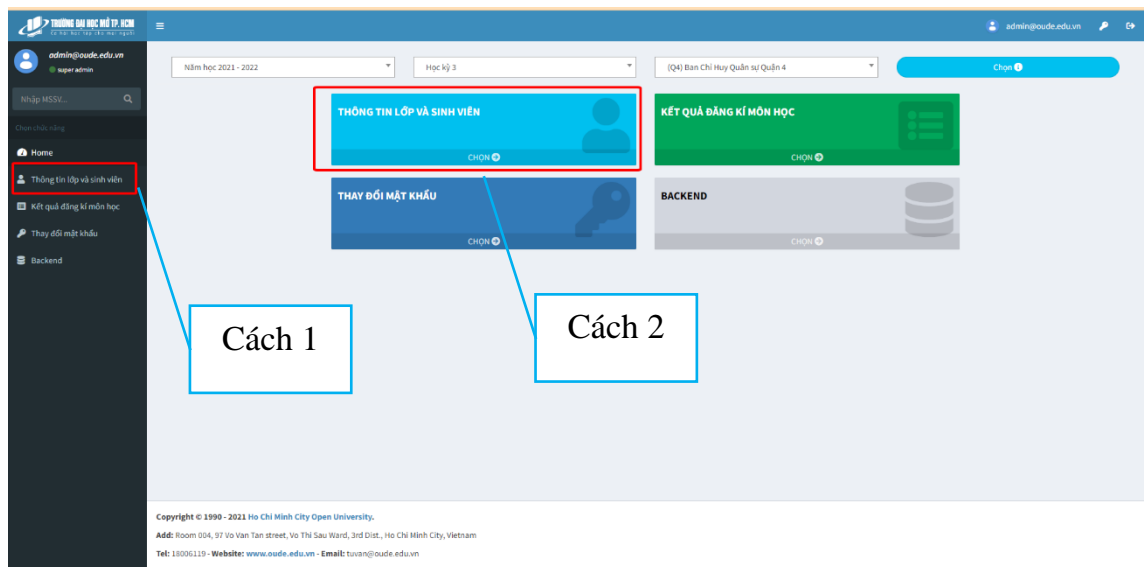 TRƯỜNG ĐẠI HỌC MỞ TP. HCM
admin@oude.edu.vn
admin@oude.edu.vn
super admin
Năm học 2021 - 2022
Học kỳ 3
(Q4) Ban Chỉ Huy Quân sự Quận 4
Chọn
Nhập MSSV...
Chọn chức năng
Home
Thông tin lớp và sinh viên
Kết quả đăng kí môn học
Thay đổi mật khẩu
Backend
THÔNG TIN LỚP VÀ SINH VIÊN
CHỌN
KẾT QUẢ ĐĂNG KÍ MÔN HỌC
CHỌN
THAY ĐỔI MẬT KHẨU
CHỌN
BACKEND
CHỌN
Cách 1
Cách 2
Copyright © 1990 - 2021 Ho Chi Minh City Open University.
Add: Room 004, 97 Vo Van Tan street, Vo Thi Sau Ward, 3rd Dist., Ho Chi Minh City, Vietnam
Tel: 18006119 - Website: www.oude.edu.vn - Email: tuvan@oude.edu.vn